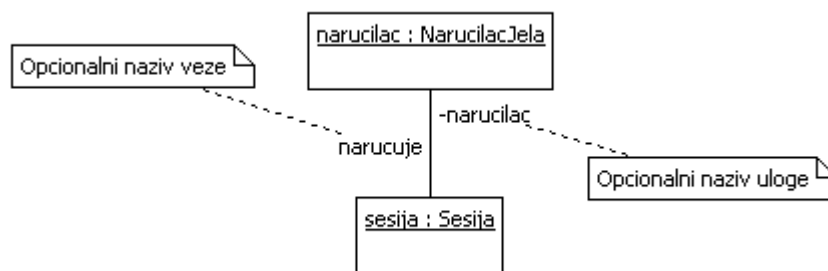 narucilac : NarucilacJela
Opcionalni naziv veze
-narucilac
narucuje
Opcionalni naziv uloge
sesija : Sesija